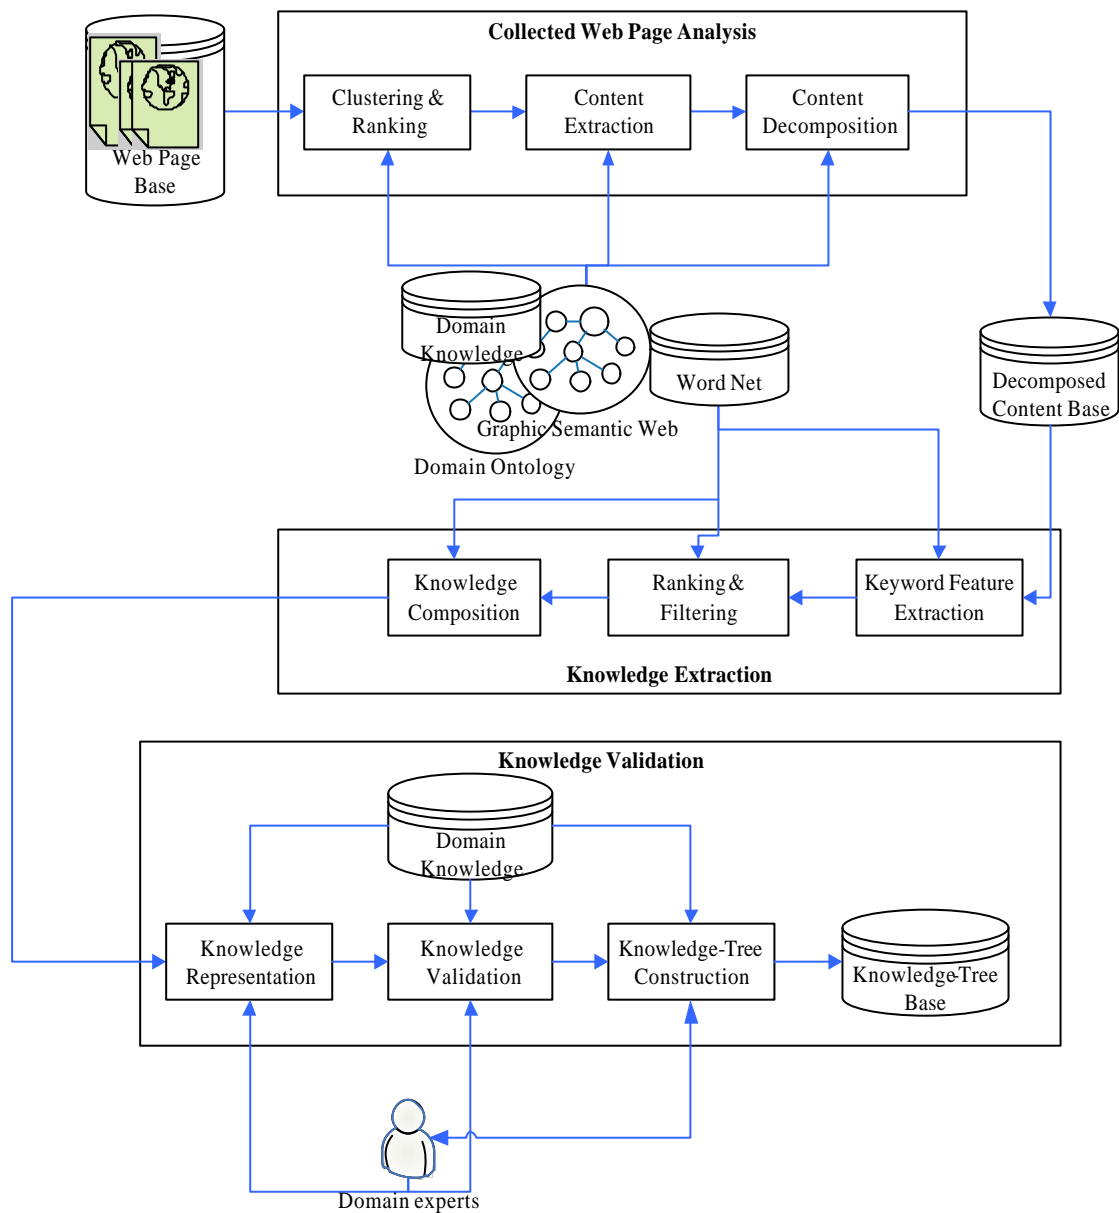 Collected Web Page Analysis
Clustering &
Ranking
Content
Extraction
Content
Decomposition
Web Page
Base
Domain
Knowledge
Word Net
Decomposed
Content Base
Graphic Semantic Web
Domain Ontology
Knowledge
Composition
Ranking &
Filtering
Keyword Feature
Extraction
Knowledge Extraction
Knowledge Validation
Domain
Knowledge
Knowledge
Representation
Knowledge
Validation
Knowledge-Tree
Construction
Knowledge-Tree
Base
Domain experts